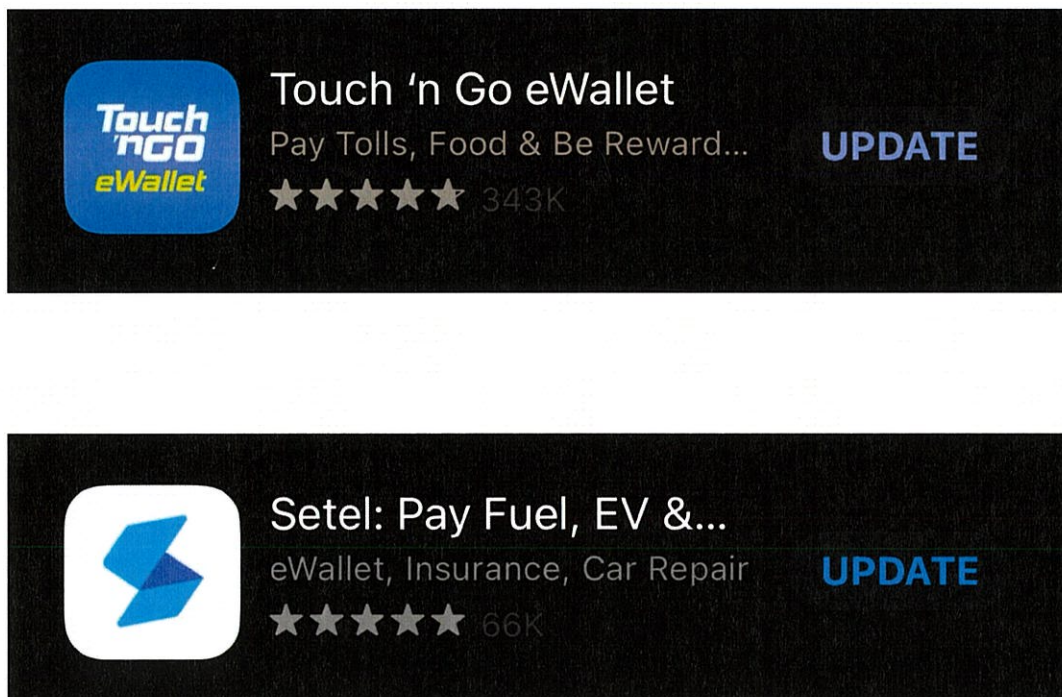 Touch 'n Go eWallet
Touch
'nGO
eWallet
Pay Tolls, Food & Be Reward...
UPDATE
343K
Setel: Pay Fuel, EV &...
eWallet, Insurance, Car Repair
UPDATE
66K